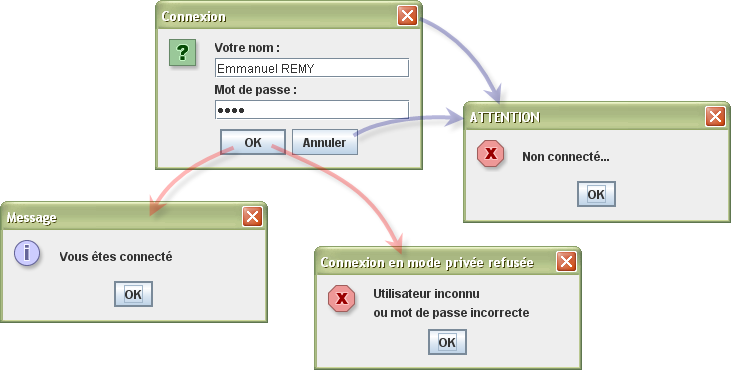 Connexion
Votre nom :
Emmanuel REMY
Mot de passe :
••••
OK
Annuler
ATTENTION
Non connecté...
OK
Message
Vous êtes connecté
OK
Connexion en mode privée refusée
Utilisateur inconnu
ou mot de passe incorrecte
OK